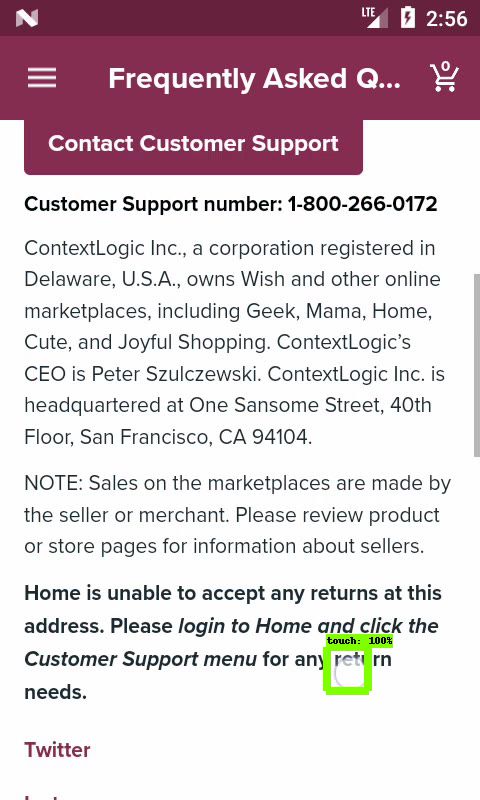 LTE 2:56
Frequently Asked Q... 0
Contact Customer Support
Customer Support number: 1-800-266-0172
ContextLogic Inc., a corporation registered in
Delaware, U.S.A., owns Wish and other online
marketplaces, including Geek, Mama, Home,
Cute, and Joyful Shopping. ContextLogic's
CEO is Peter Szulczewski. ContextLogic Inc. is
headquartered at One Sansome Street, 40th
Floor, San Francisco, CA 94104.
NOTE: Sales on the marketplaces are made by
the seller or merchant. Please review product
or store pages for information about sellers.
Home is unable to accept any returns at this
address. Please login to Home and click the
touch: 100%
Customer Support menu for any return
needs.
Twitter